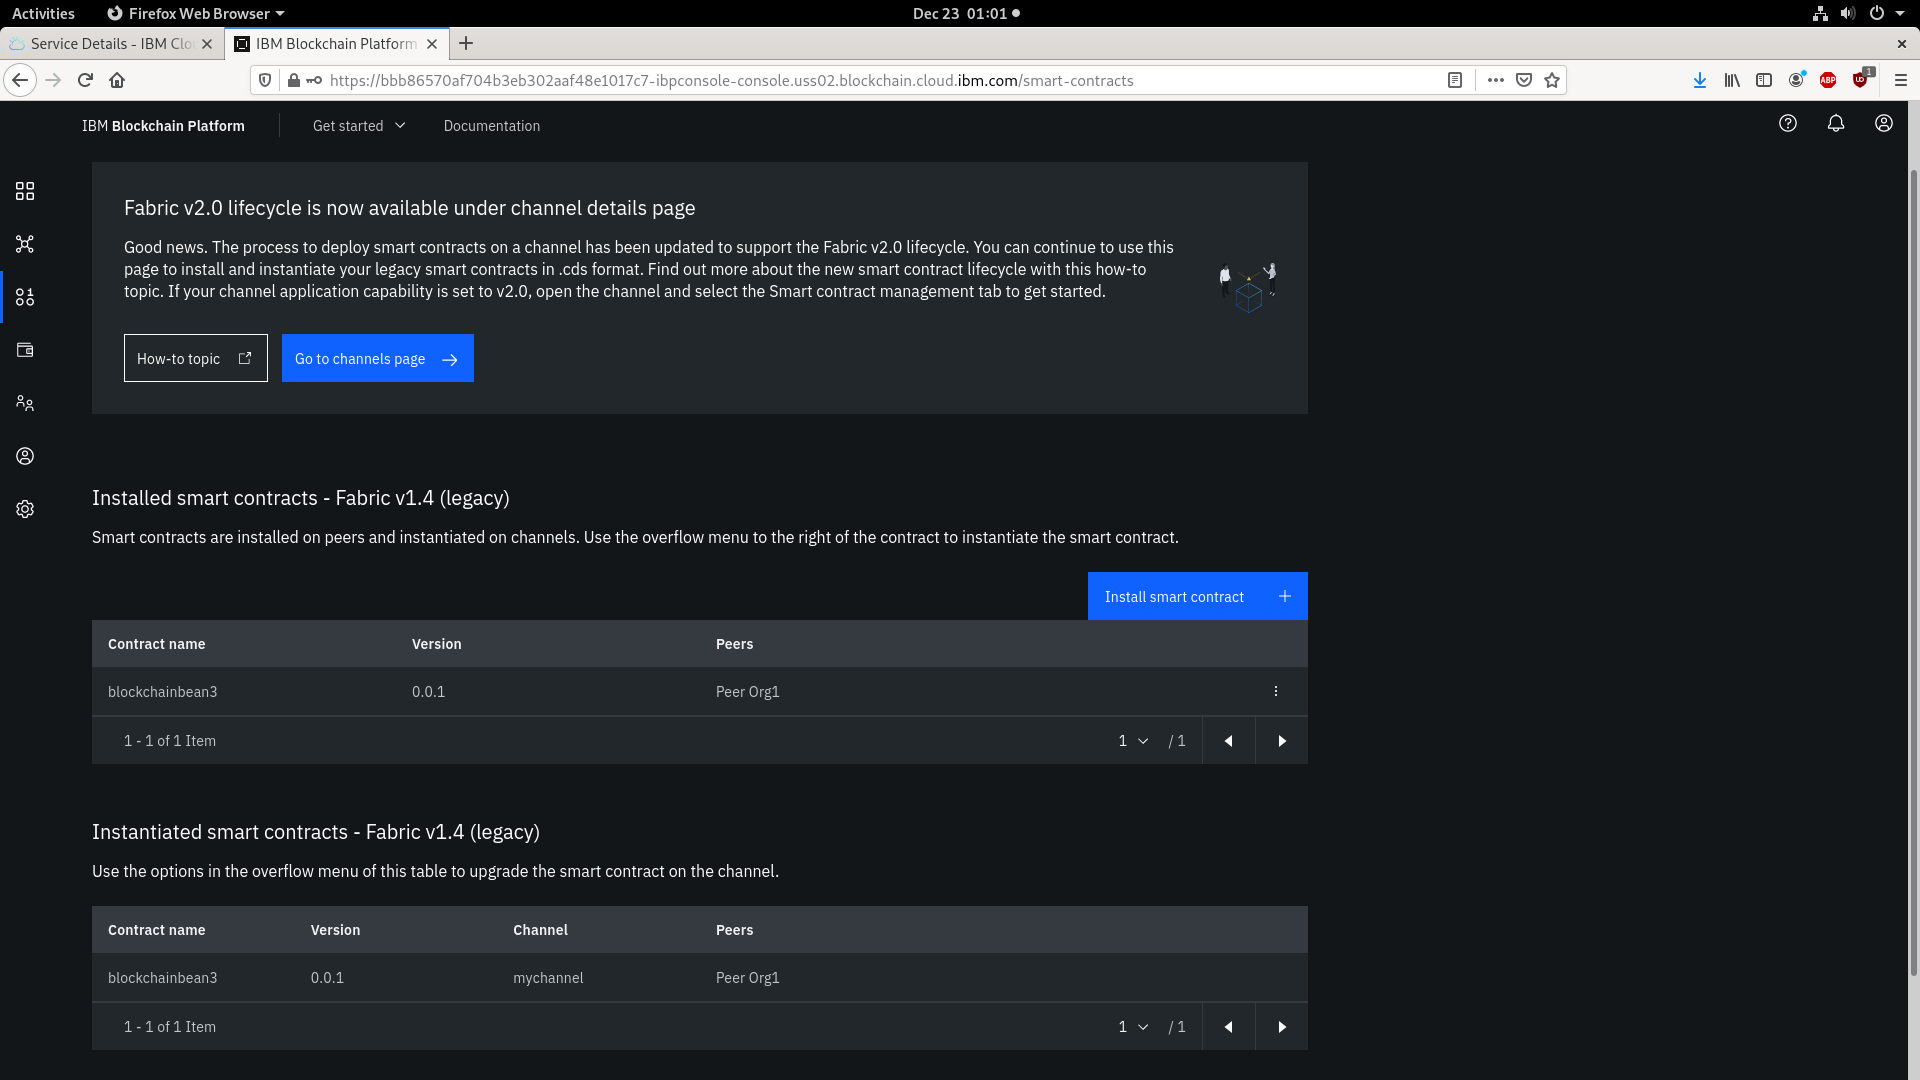 Activities
Firefox Web Browser
Dec 23 01:01
Service Details - IBM Clo
IBM Blockchain Platform
https://bbb86570af704b3eb302aaf48e1017c7-ibpconsole-console.uss02.blockchain.cloud.ibm.com/smart-contracts
ABP
1
IBM Blockchain Platform
Get started
Documentation
Fabric v2.0 lifecycle is now available under channel details page
Good news. The process to deploy smart contracts on a channel has been updated to support the Fabric v2.0 lifecycle. You can continue to use this
page to install and instantiate your legacy smart contracts in .cds format. Find out more about the new smart contract lifecycle with this how-to
topic. If your channel application capability is set to v2.0, open the channel and select the Smart contract management tab to get started.
How-to topic
Go to channels page
Installed smart contracts - Fabric v1.4 (legacy)
Smart contracts are installed on peers and instantiated on channels. Use the overflow menu to the right of the contract to instantiate the smart contract.
Install smart contract
Contract name Version Peers
blockchainbean3 0.0.1 Peer Org1
1 - 1 of 1 Item 1 / 1
Instantiated smart contracts - Fabric v1.4 (legacy)
Use the options in the overflow menu of this table to upgrade the smart contract on the channel.
Contract name Version Channel Peers
blockchainbean3 0.0.1 mychannel Peer Org1
1 - 1 of 1 Item 1 / 1